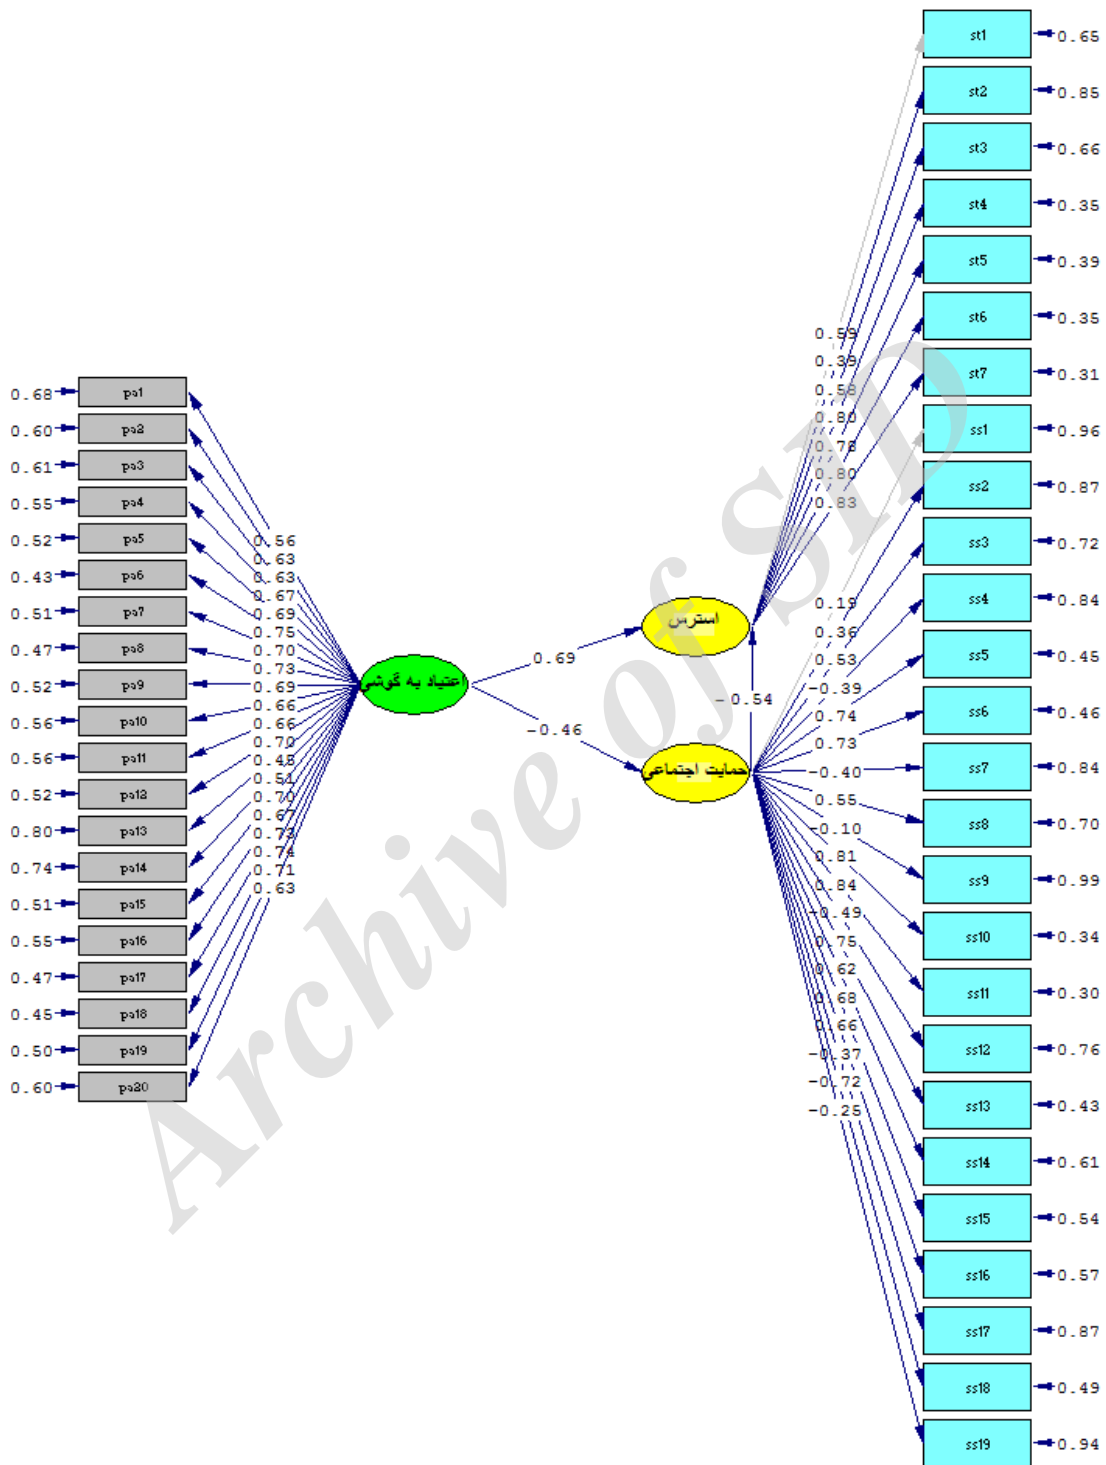 st1 0.65
st2 0.85
st3 0.66
st4 0.35
st5 0.39
st6 0.35
st7 0.31
ss1 0.96
ss2 0.87
ss3 0.72
ss4 0.84
ss5 0.45
ss6 0.46
ss7 0.84
ss8 0.70
ss9 0.99
ss10 0.34
ss11 0.30
ss12 0.76
ss13 0.43
ss14 0.61
ss15 0.54
ss16 0.57
ss17 0.87
ss18 0.49
ss19 0.94
0.59
0.39
0.58
0.80
0.78
0.80
0.83
0.19
0.36
0.53
-0.39
0.74
0.73
-0.40
0.55
-0.10
0.81
0.84
-0.49
0.75
0.62
0.68
0.66
-0.37
-0.72
-0.25
استرس
حمایت اجتماعی
اعتیاد به گوشی
0.69
-0.46
-0.54
0.68 pa1
0.60 pa2
0.61 pa3
0.55 pa4
0.52 pa5
0.43 pa6
0.51 pa7
0.47 pa8
0.52 pa9
0.56 pa10
0.56 pa11
0.52 pa12
0.80 pa13
0.74 pa14
0.51 pa15
0.55 pa16
0.47 pa17
0.45 pa18
0.50 pa19
0.60 pa20
0.56
0.63
0.63
0.67
0.69
0.75
0.70
0.73
0.69
0.66
0.66
0.70
0.45
0.51
0.70
0.67
0.73
0.74
0.71
0.63
Archive of SID